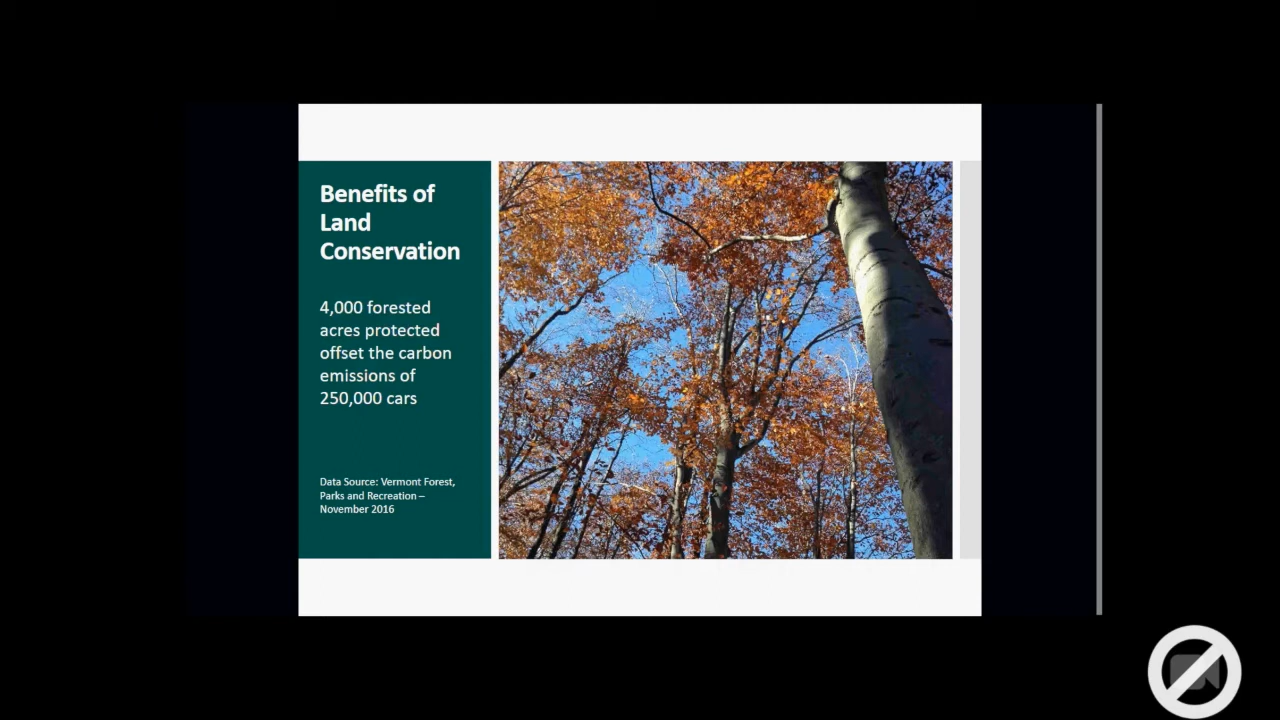 Benefits of
Land
Conservation
4,000 forested
acres protected
offset the carbon
emissions of
250,000 cars
Data Source: Vermont Forest,
Parks and Recreation –
November 2016